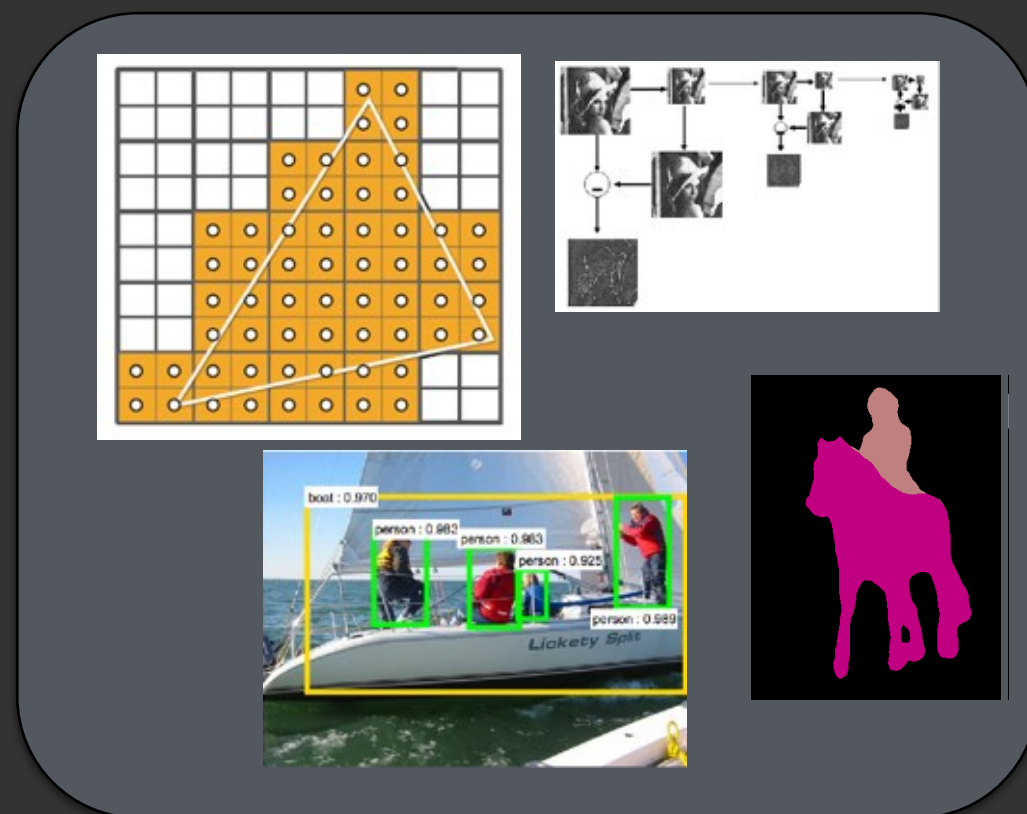 boat : 0.970
person : 0.983
person : 0.983
person : 0.925
person : 0.989
Lickety Split